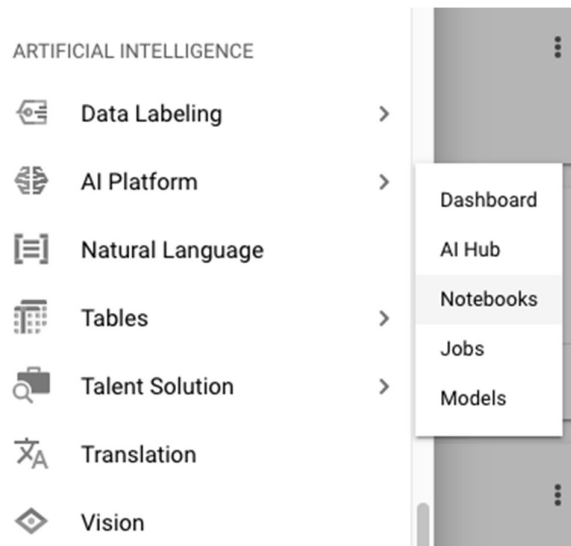 ARTIFICIAL INTELLIGENCE
Data Labeling
AI Platform
Natural Language
Tables
Talent Solution
Translation
Vision
Dashboard
AI Hub
Notebooks
Jobs
Models